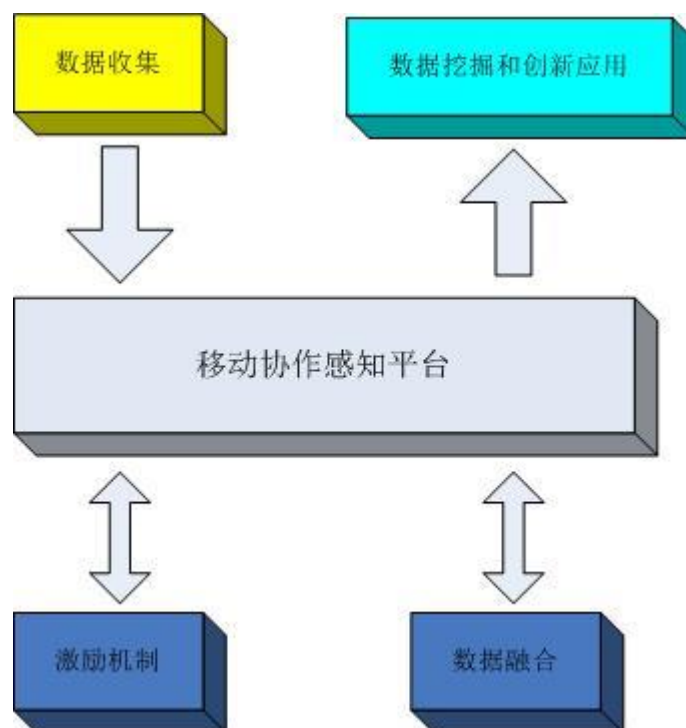 数据收集
数据挖掘和创新应用
移动协作感知平台
激励机制
数据融合